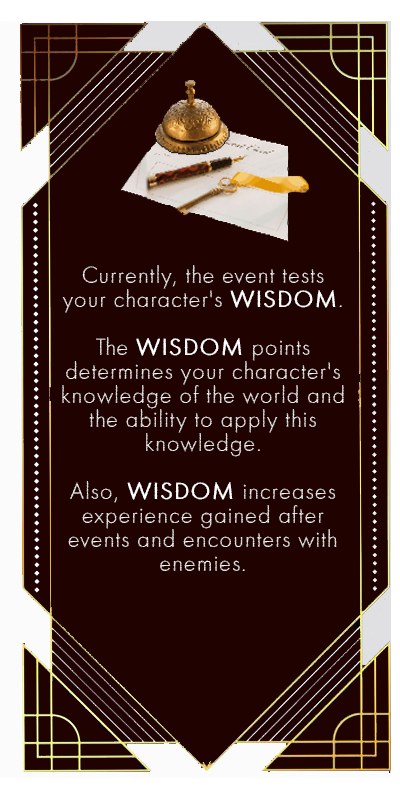 Currently, the event tests
your character's WISDOM.
The WISDOM points
determines your character's
knowledge of the world and
the ability to apply this
knowledge.
Also, WISDOM increases
experience gained after
events and encounters with
enemies.